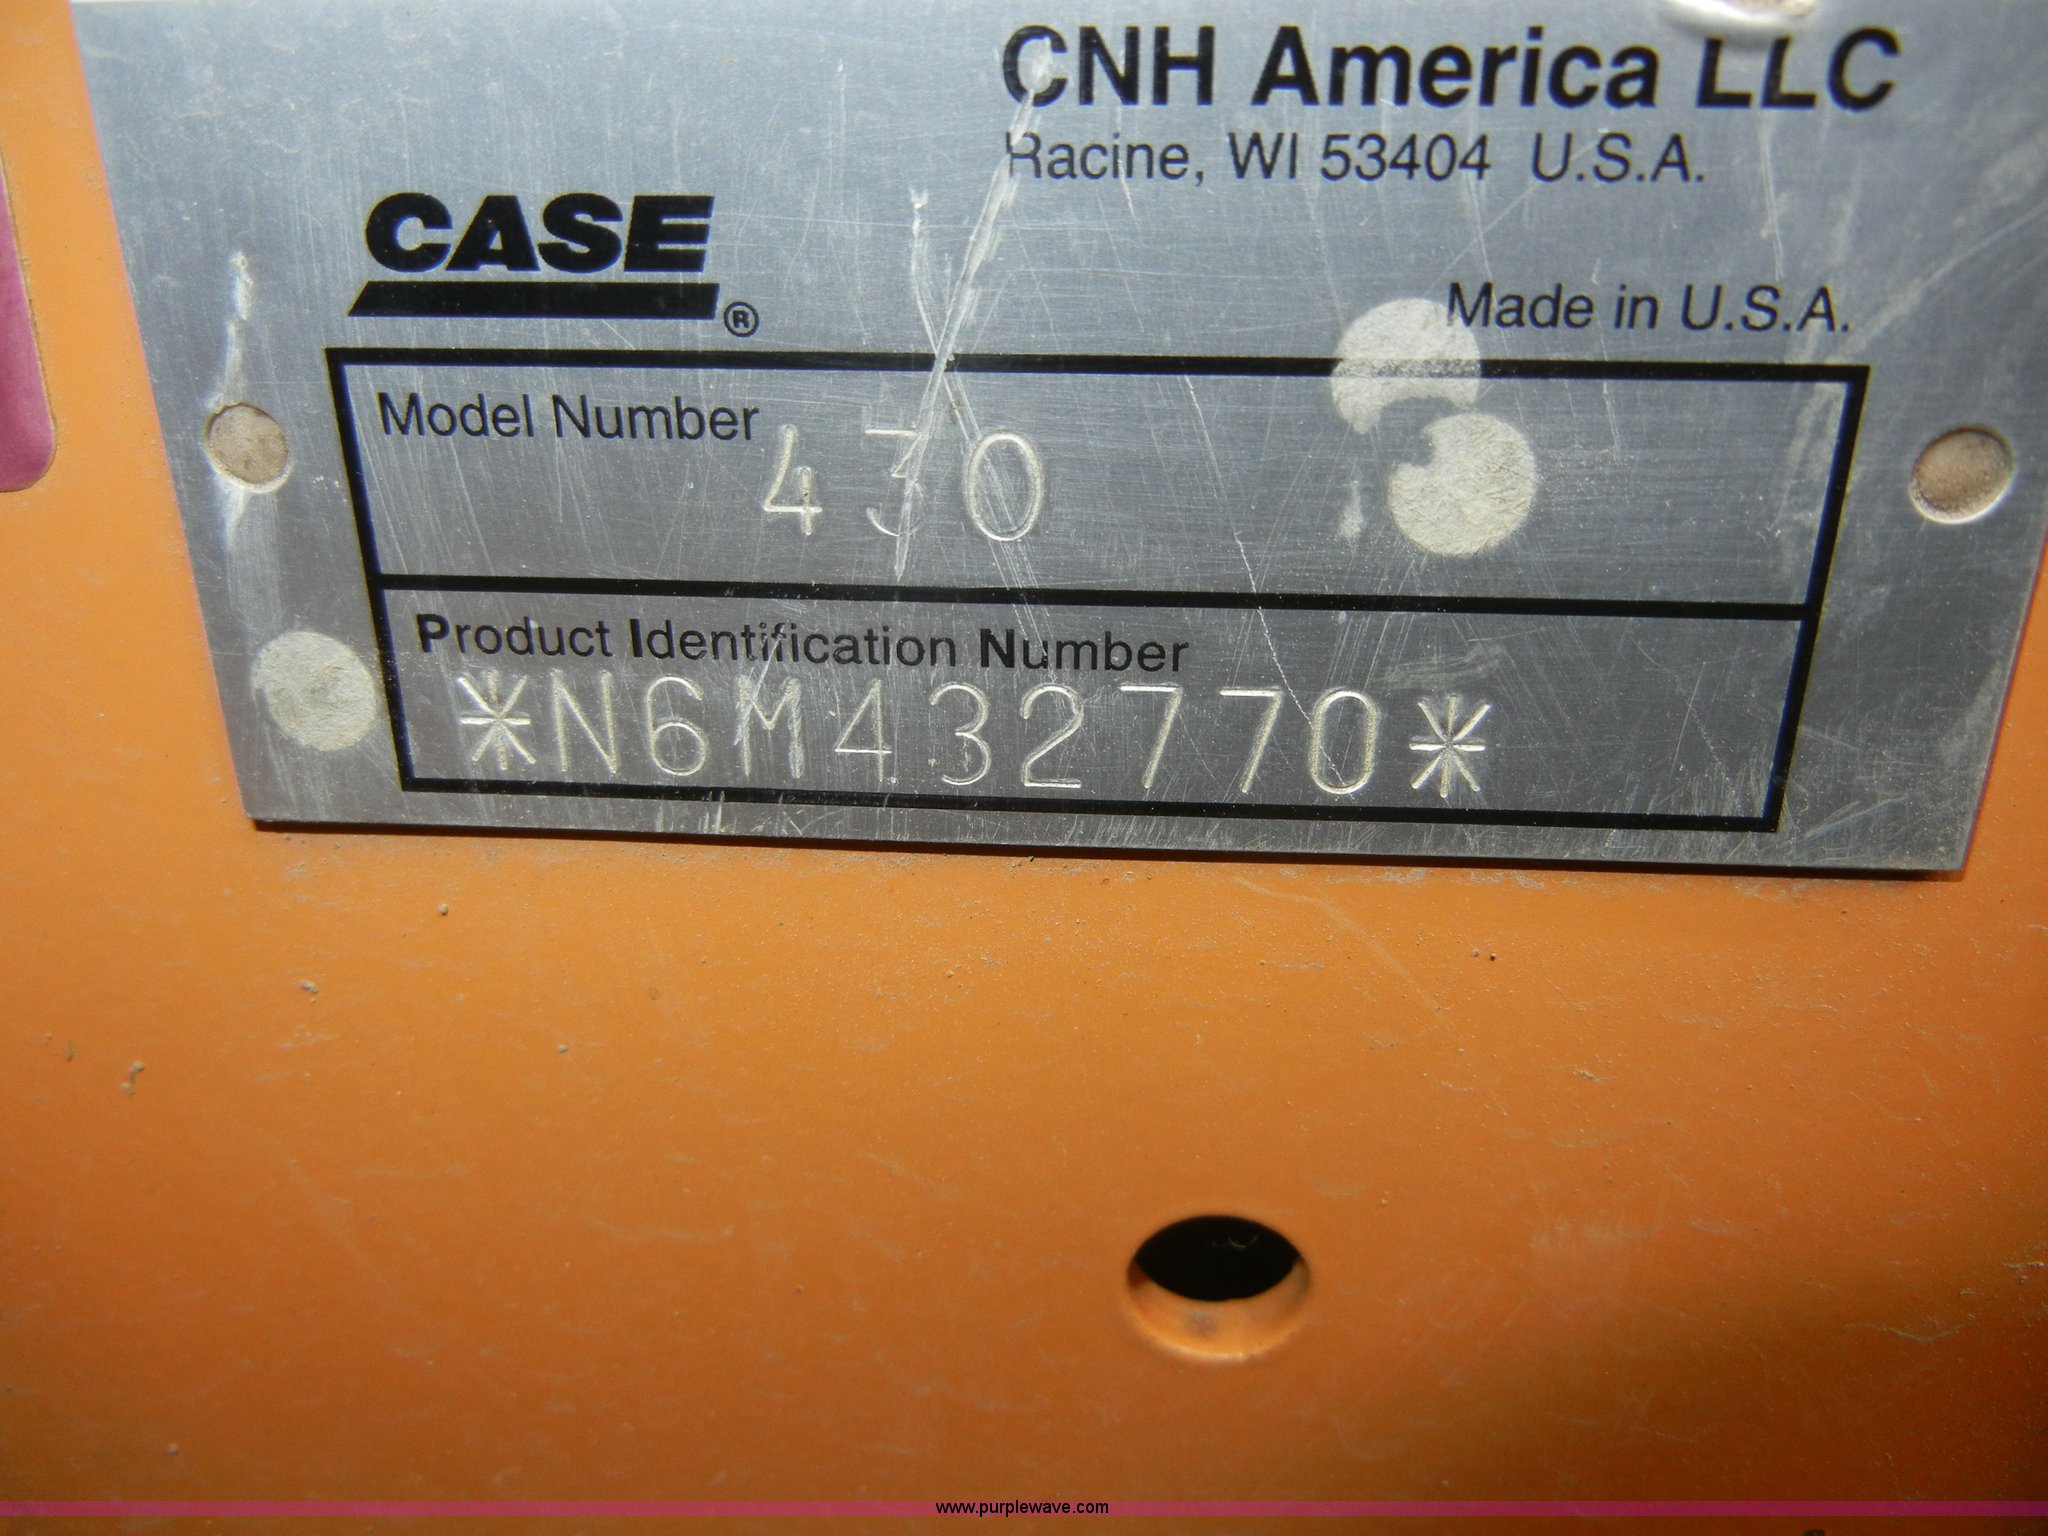 CNH America LLC
Racine, WI 53404 U.S.A.
CASE
®
Made in U.S.A.
Model Number
430
Product Identification Number
*N6M432770*
www.purplewave.com